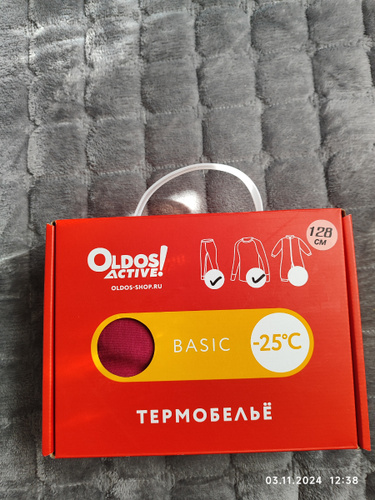 OLDOS
ACTIVE!
OLDOS-SHOP.RU
128
СМ
BASIC
-25°C
ТЕРМОБЕЛЬЁ
03.11.2024 12:38